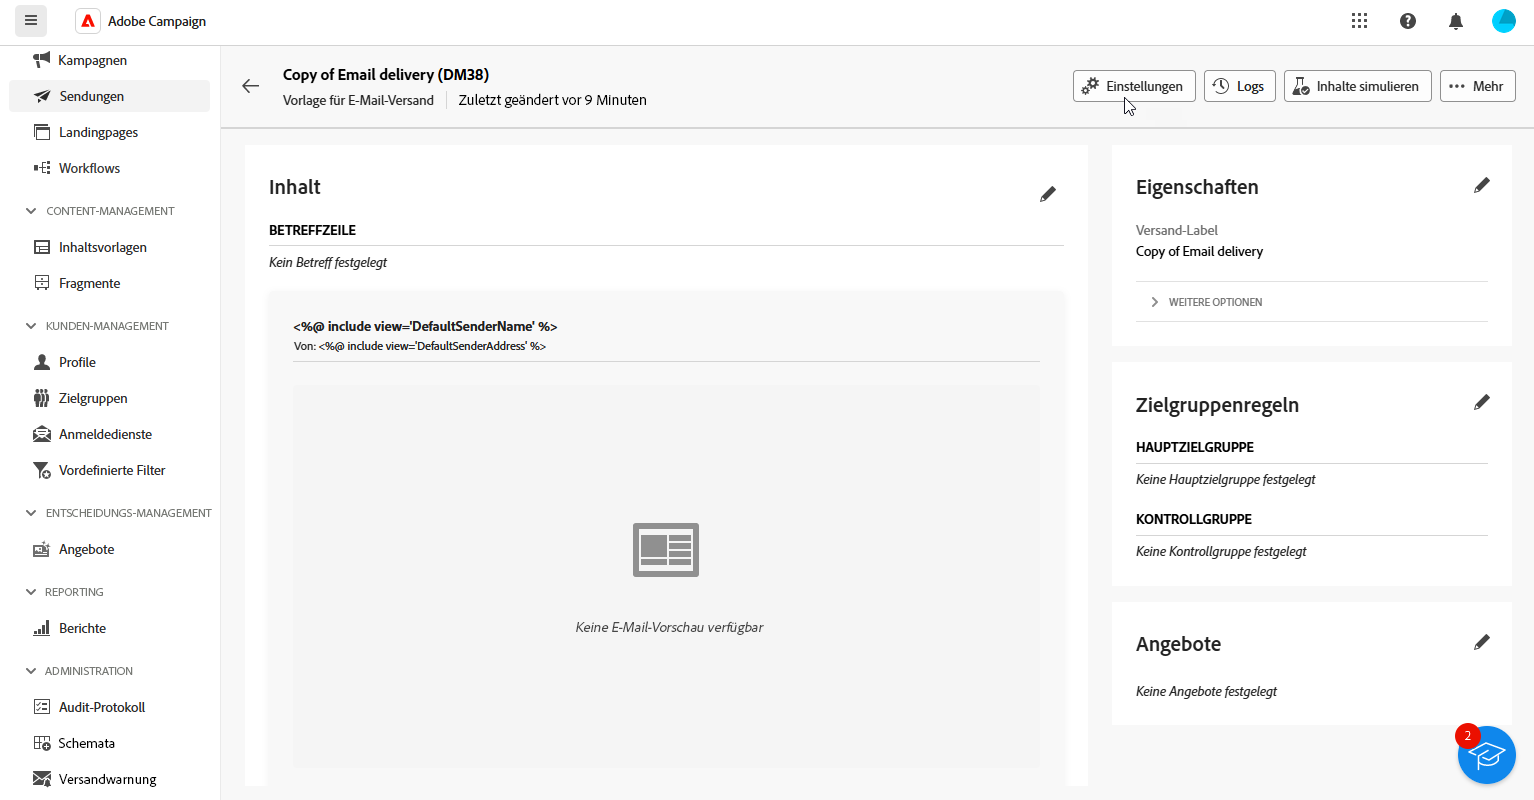 Adobe Campaign
Kampagnen
Sendungen
Landingpages
Workflows
CONTENT-MANAGEMENT
Inhaltsvorlagen
Fragmente
KUNDEN-MANAGEMENT
Profile
Zielgruppen
Anmeldedienste
Vordefinierte Filter
ENTSCHEIDUNGS-MANAGEMENT
Angebote
REPORTING
Berichte
ADMINISTRATION
Audit-Protokoll
Schemata
Versandwarnung
Copy of Email delivery (DM38)
Vorlage für E-Mail-Versand
Zuletzt geändert vor 9 Minuten
Einstellungen
Logs
Inhalte simulieren
Mehr
Inhalt
BETREFFZEILE
Kein Betreff festgelegt
<%@ include view='DefaultSenderName' %>
Von: <%@ include view='DefaultSenderAddress' %>
Keine E-Mail-Vorschau verfügbar
Eigenschaften
Versand-Label
Copy of Email delivery
WEITERE OPTIONEN
Zielgruppenregeln
HAUPTZIELGRUPPE
Keine Hauptzielgruppe festgelegt
KONTROLLGRUPPE
Keine Kontrollgruppe festgelegt
Angebote
Keine Angebote festgelegt
2